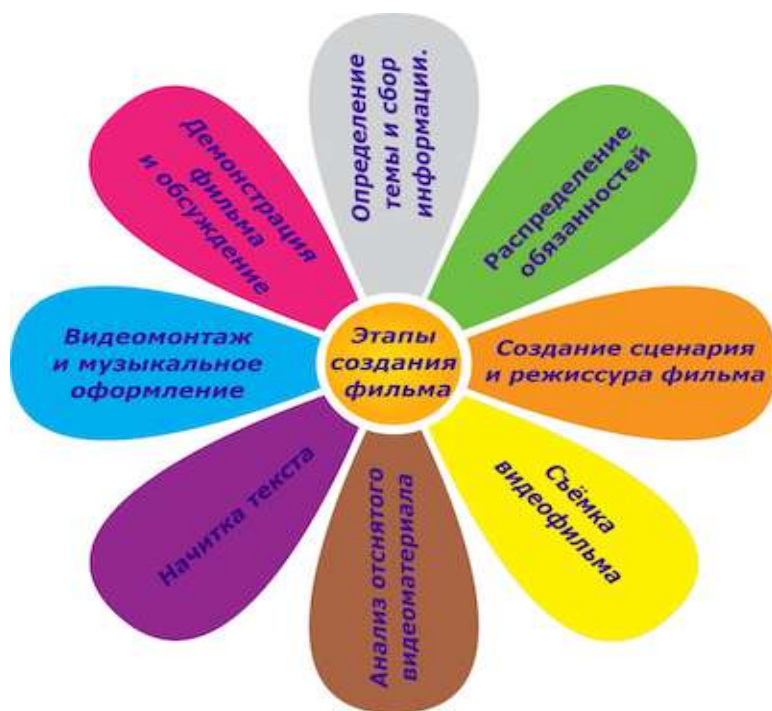 Этапы
создания
фильма
Определение
темы и сбор
информации.
Распределение
обязанностей
Создание сценария
и режиссура фильма
Съёмка
видеофильма
Анализ отснятого
видеоматериала
Начитка текста
Видеомонтаж
и музыкальное
оформление
Демонстрация
фильма
и обсуждение